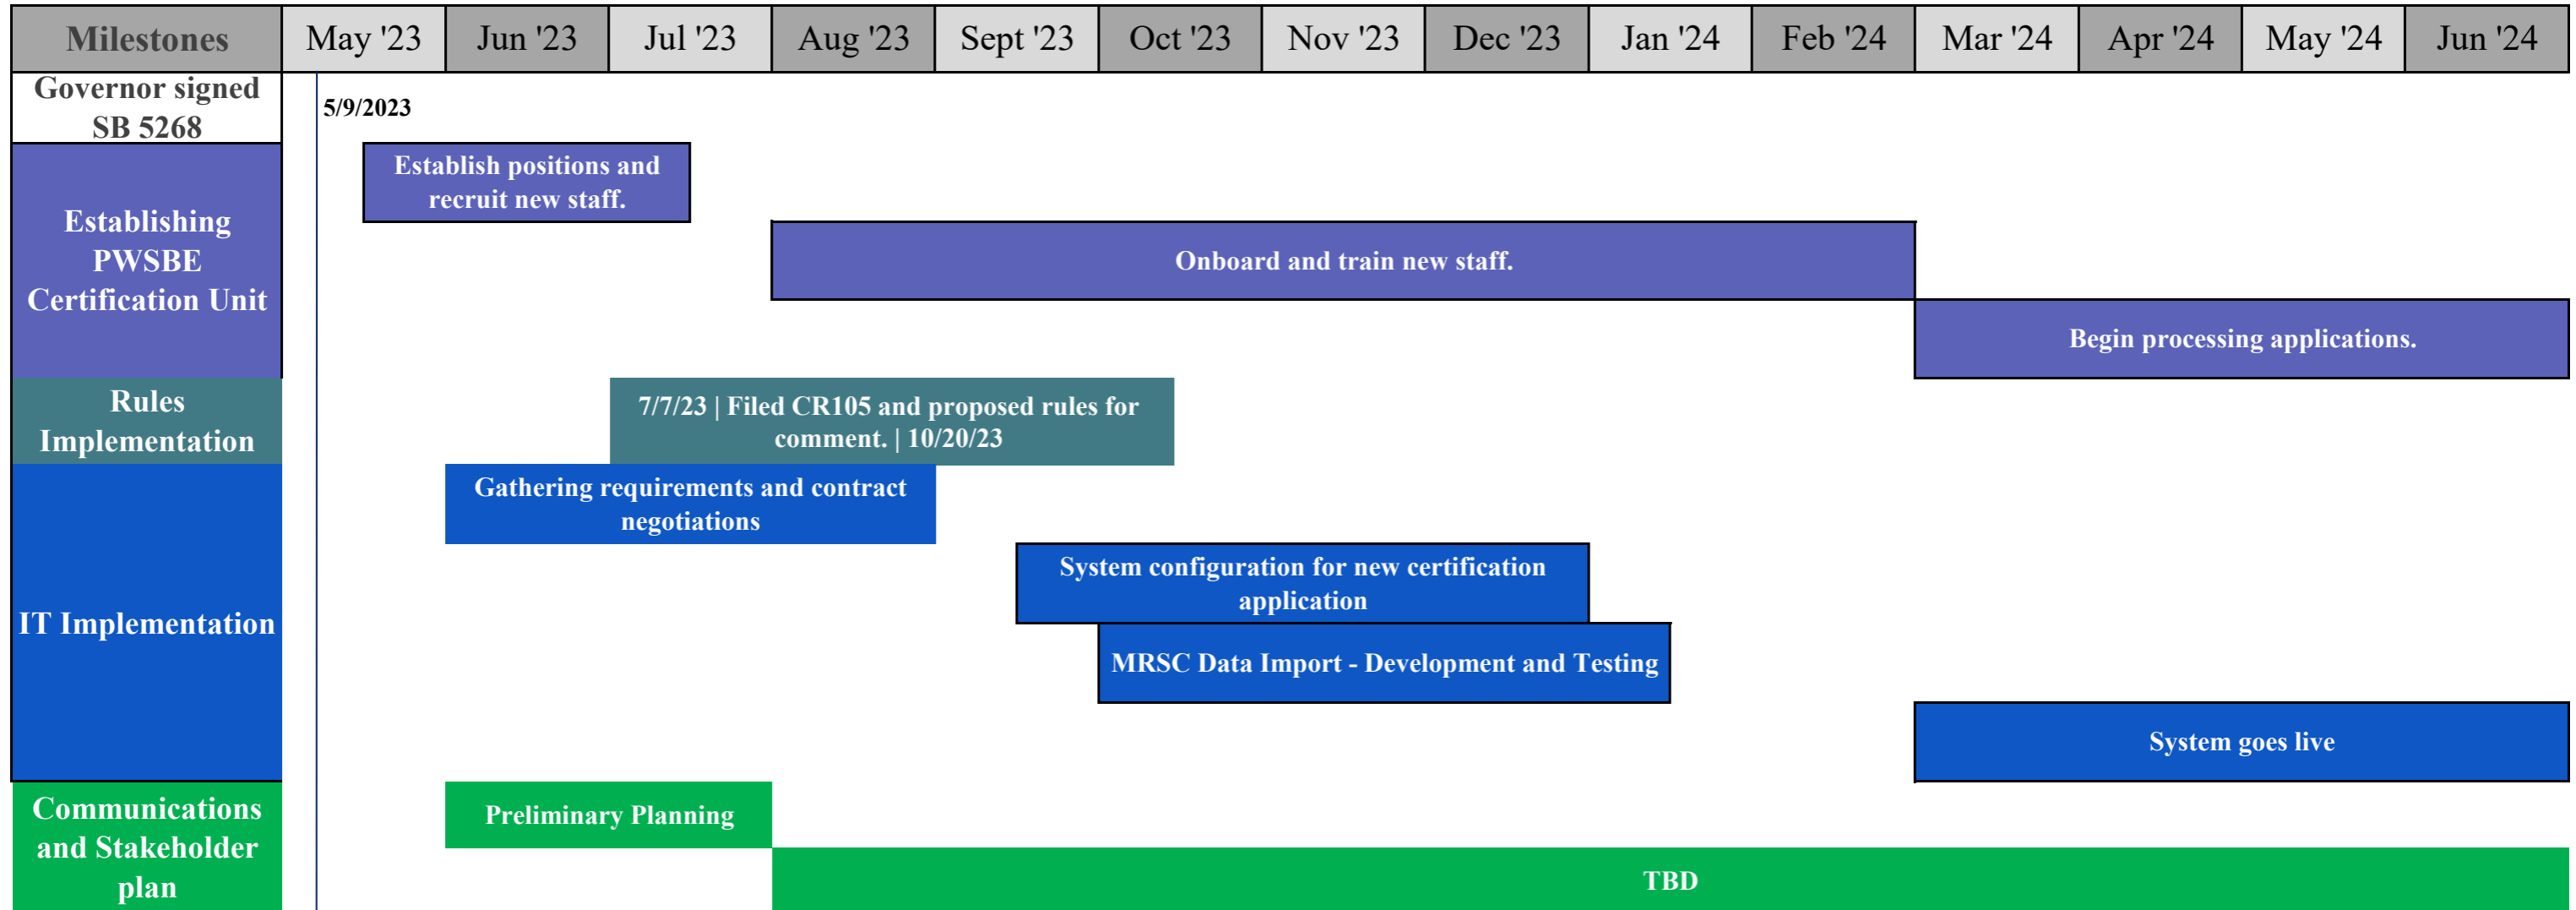 Milestones
May '23
Jun '23
Jul '23
Aug '23
Sept '23
Oct '23
Nov '23
Dec '23
Jan '24
Feb '24
Mar '24
Apr '24
May '24
Jun '24
Governor signed
SB 5268
5/9/2023
Establishing
PWSBE
Certification Unit
Establish positions and
recruit new staff.
Onboard and train new staff.
Begin processing applications.
Rules
Implementation
7/7/23 | Filed CR105 and proposed rules for
comment. | 10/20/23
IT Implementation
Gathering requirements and contract
negotiations
System configuration for new certification
application
MRSC Data Import - Development and Testing
System goes live
Communications
and Stakeholder
plan
Preliminary Planning
TBD